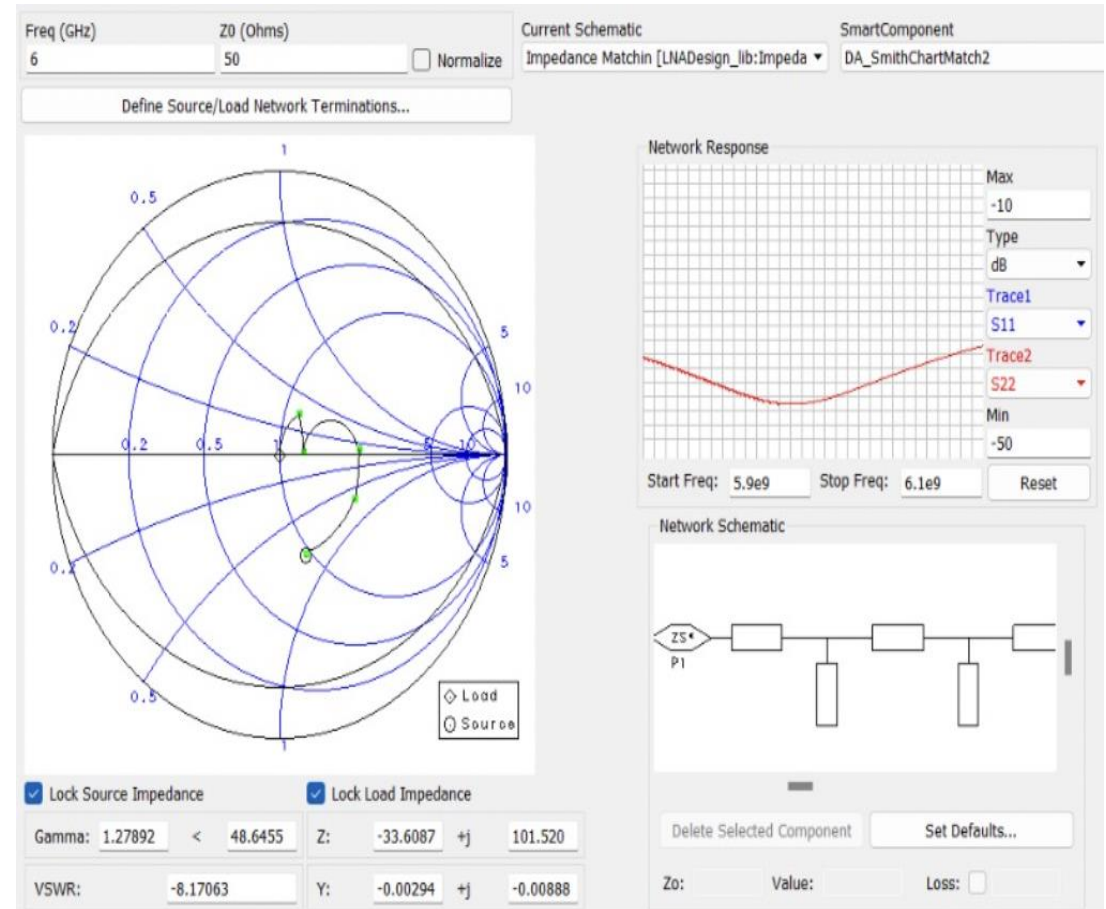 Freq (GHz)
Z0 (Ohms)
6
50
Normalize
Current Schematic
SmartComponent
Impedance Matchin [LNADesign_lib:Impeda
DA_SmithChartMatch2
Define Source/Load Network Terminations...
1
0.5
0.2
5
10
0.2
0.5
1
5
10
10
5
0.2
0.5
1
Load
Source
Network Response
Max
-10
Type
dB
Trace1
S11
Trace2
S22
Min
-50
Start Freq: 5.9e9
Stop Freq: 6.1e9
Reset
Network Schematic
ZS*
P1
Lock Source Impedance
Lock Load Impedance
Gamma: 1.27892 < 48.6455
Z: -33.6087 +j 101.520
VSWR: -8.17063
Y: -0.00294 +j -0.00888
Delete Selected Component
Set Defaults...
Zo:
Value:
Loss: